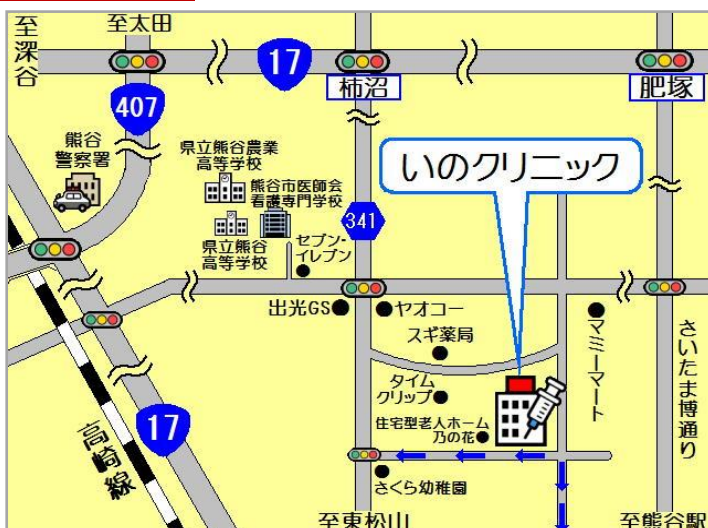 至深谷
至太田
17
柿沼
肥塚
407
熊谷
警察署
県立熊谷農業
高等学校
熊谷市医師会
看護専門学校
県立熊谷
高等学校
セブン-
イレブン
341
いのクリニック
出光GS
ヤオコー
スギ薬局
タイム
クリップ
住宅型老人ホーム
乃の花
マミーマート
さいたま博通り
17
高崎線
さくら幼稚園
至東松山
至熊谷駅